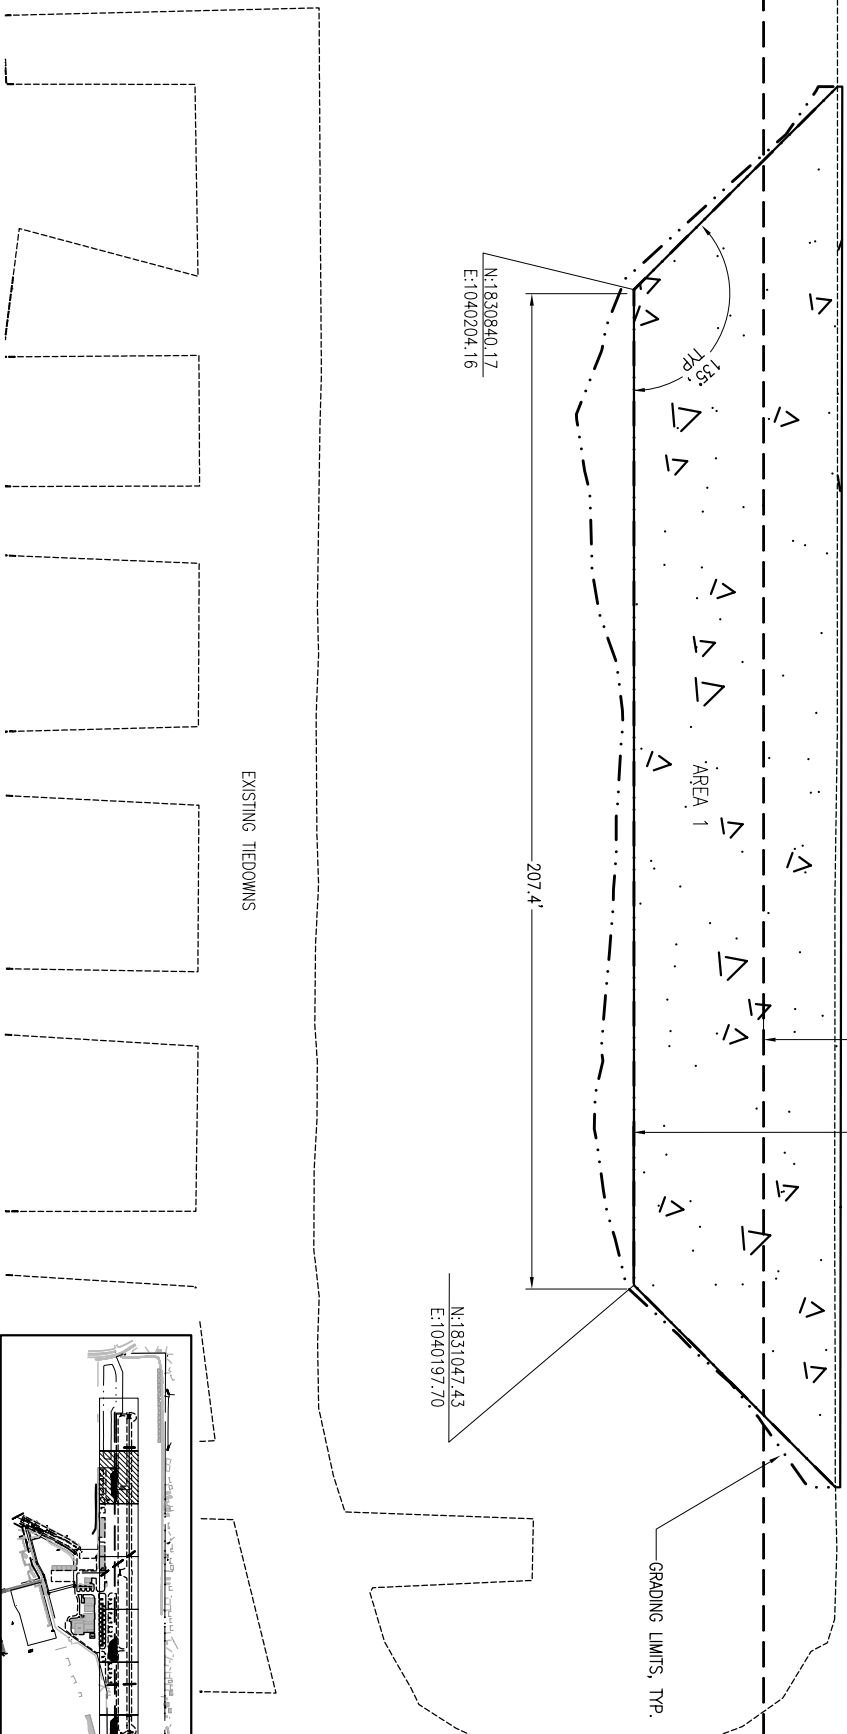 N:1830840.17
E:1040204.16
135°,
TYP.
AREA 1
207.4'
EXISTING TIEDOWNS
N:1831047.43
E:1040197.70
GRADING LIMITS, TYP.